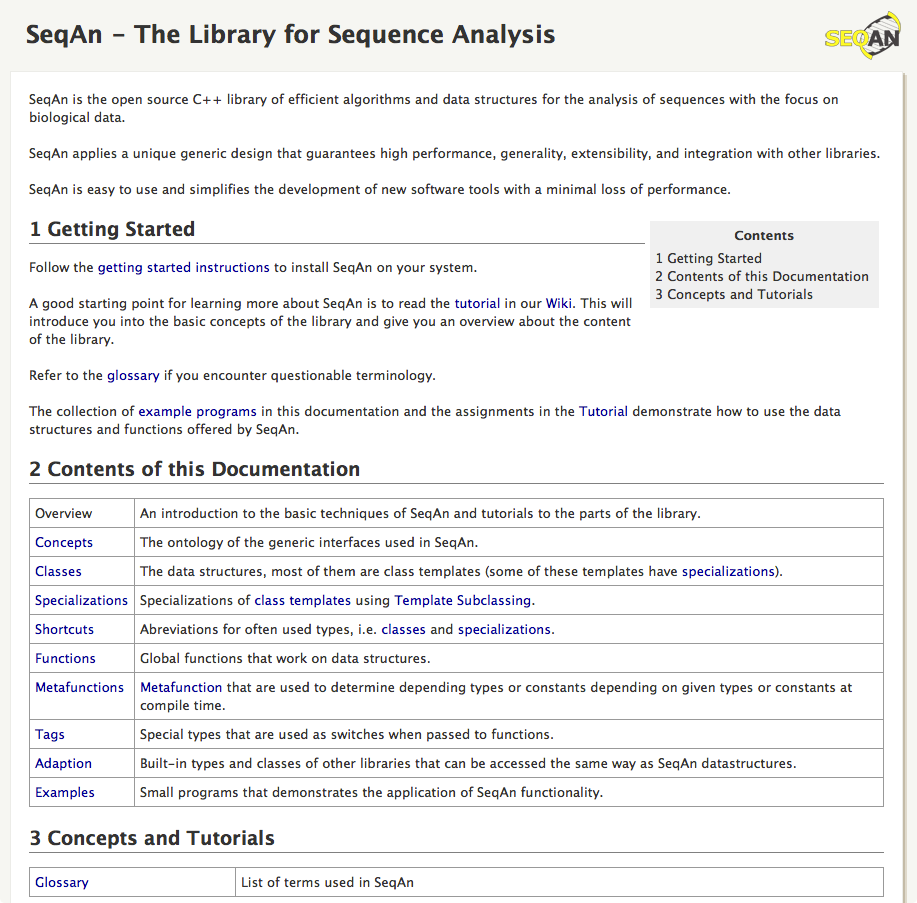 SeqAn – The Library for Sequence Analysis
SEQAN
SeqAn is the open source C++ library of efficient algorithms and data structures for the analysis of sequences with the focus on
biological data.
SeqAn applies a unique generic design that guarantees high performance, generality, extensibility, and integration with other libraries.
SeqAn is easy to use and simplifies the development of new software tools with a minimal loss of performance.
1 Getting Started
Contents
1 Getting Started
2 Contents of this Documentation
3 Concepts and Tutorials
Follow the getting started instructions to install SeqAn on your system.
A good starting point for learning more about SeqAn is to read the tutorial in our Wiki. This will
introduce you into the basic concepts of the library and give you an overview about the content
of the library.
Refer to the glossary if you encounter questionable terminology.
The collection of example programs in this documentation and the assignments in the Tutorial demonstrate how to use the data
structures and functions offered by SeqAn.
2 Contents of this Documentation
Overview An introduction to the basic techniques of SeqAn and tutorials to the parts of the library.
Concepts The ontology of the generic interfaces used in SeqAn.
Classes The data structures, most of them are class templates (some of these templates have specializations).
Specializations Specializations of class templates using Template Subclassing.
Shortcuts Abreviations for often used types, i.e. classes and specializations.
Functions Global functions that work on data structures.
Metafunctions Metafunction that are used to determine depending types or constants depending on given types or constants at
compile time.
Tags Special types that are used as switches when passed to functions.
Adaption Built-in types and classes of other libraries that can be accessed the same way as SeqAn datastructures.
Examples Small programs that demonstrates the application of SeqAn functionality.
3 Concepts and Tutorials
Glossary List of terms used in SeqAn